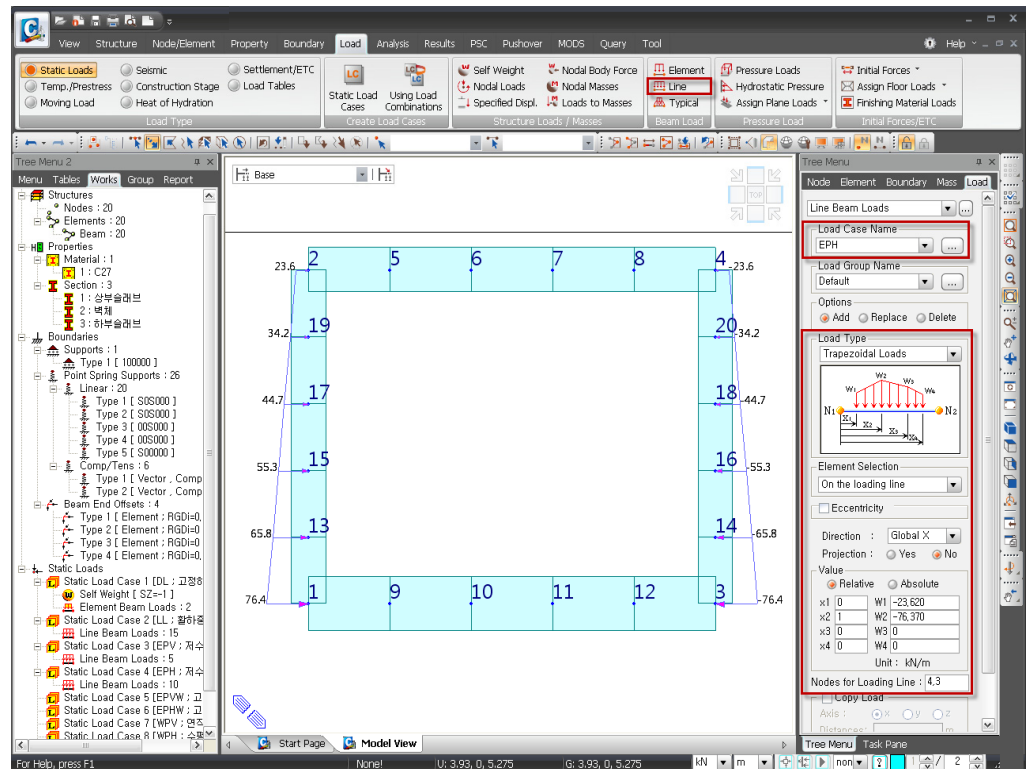 View Structure Node/Element Property Boundary Load Analysis Results PSC Pushover MODS Query Tool Help
Static Loads Seismic Settlement/ETC
Temp./Prestress Construction Stage Load Tables
Moving Load Heat of Hydration
Load Type
Static Load Cases
Using Load Combinations
Create Load Cases
Self Weight Nodal Body Force
Nodal Loads Nodal Masses
Specified Displ. Loads to Masses
Structure Loads / Masses
Element
Line
Typical
Beam Load
Pressure Loads
Hydrostatic Pressure
Assign Plane Loads
Pressure Load
Initial Forces
Assign Floor Loads
Finishing Material Loads
Initial Forces/ETC
Tree Menu 2
Menu Tables Works Group Report
Structures
Nodes : 20
Elements : 20
Beam : 20
Properties
Material : 1
1 : C27
Section : 3
1 : 상부슬래브
2 : 벽체
3 : 하부슬래브
Boundaries
Supports : 1
Type 1 [ 100000 ]
Point Spring Supports : 26
Linear : 20
Type 1 [ S0S000 ]
Type 2 [ S0S000 ]
Type 3 [ 00S000 ]
Type 4 [ 00S000 ]
Type 5 [ S00000 ]
Comp/Tens : 6
Type 1 [ Vector , Comp
Type 2 [ Vector , Comp
Beam End Offsets : 4
Type 1 [ Element ; RGDi=0,
Type 2 [ Element ; RGDi=0
Type 3 [ Element ; RGDi=0
Type 4 [ Element ; RGDi=0,
Static Loads
Static Load Case 1 [DL ; 고정하
Self Weight [ SZ=-1 ]
Element Beam Loads : 2
Static Load Case 2 [LL ; 활하중
Line Beam Loads : 15
Static Load Case 3 [EPV ;
Line Beam Loads : 5
Static Load Case 4 [EPH ;
Line Beam Loads : 10
Static Load Case 5 [EPVW ;
Static Load Case 6 [EPHW ;
Static Load Case 7 [WPV ;
Static Load Case 8 [WPH ;
Base
TOP
23.6 2 5 6 7 8 4 -23.6
34.2 19 20 -34.2
44.7 17 18 -44.7
55.3 15 16 -55.3
65.8 13 14 -65.8
76.4 1 9 10 11 12 3 -76.4
Start Page Model View
Tree Menu
Node Element Boundary Mass Load
Line Beam Loads
...
Load Case Name
EPH
...
Load Group Name
Default
...
Options
Add Replace Delete
Load Type
Trapezoidal Loads
W1 W2 W3 W4
N1 N2
X1 X2 X3 X4
Element Selection
On the loading line
Eccentricity
Direction : Global X
Projection : Yes No
Value
Relative Absolute
x1 0 W1 -23,620
x2 1 W2 -76,370
x3 0 W3 0
x4 0 W4 0
Unit : kN/m
Nodes for Loading Line : 4,3
Copy Load
Axis : x y z
Distances: m
Tree Menu Task Pane
For Help, press F1 None! U: 3.93, 0, 5.275 G: 3.93, 0, 5.275 kN m non 1 / 2